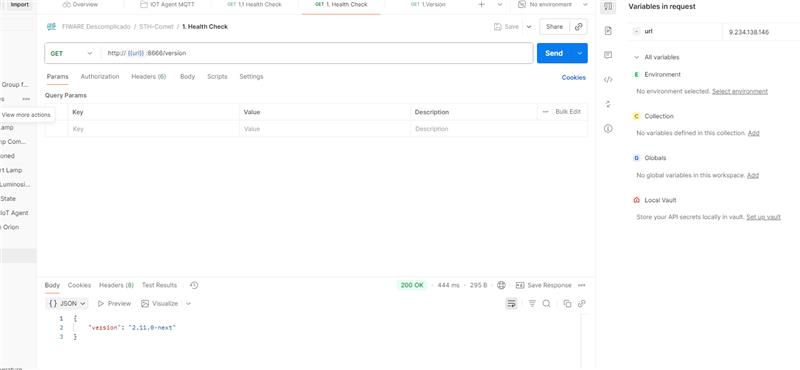 Import
Overview
IOT Agent MQTT
GET 1.1 Health Check
GET 1. Health Check
GET 1.Version
No environment
Variables in request
FIWARE Descomplicado / STH-Comet / 1. Health Check
Save
Share
url
9.234.138.146
GET
http:// {{url}} :8666/version
Send
All variables
Params
Authorization
Headers (6)
Body
Scripts
Settings
Cookies
E Environment
Group f...
es
No environment selected. Select environment
Query Params
View more actions
Key
Value
Description
Bulk Edit
C Collection
amp
Key
Value
Description
No variables defined in this collection. Add
mp Com...
oned
G Globals
rt Lamp
No global variables in this workspace. Add
Luminosi...
State
Local Vault
IoT Agent
Store your API secrets locally in vault. Set up vault
n Orion
Body
Cookies
Headers (8)
Test Results
200 OK
444 ms
295 B
Save Response
{} JSON
Preview
Visualize
1 {
2 "version": "2.11.0-next"
3 }